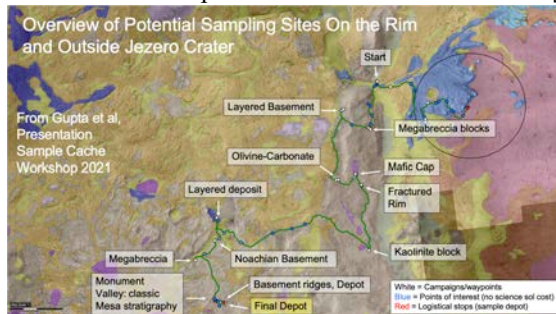 Overview of Potential Sampling Sites On the Rim
and Outside Jezero Crater
Start
Layered Basement
From Gupta et al,
Presentation
Sample Cache
Workshop 2021
Megabreccia blocks
Olivine-Carbonate
Mafic Cap
Layered deposit
Fractured
Rim
Kaolinite block
Megabreccia
Noachian Basement
Monument
Valley: classic
Mesa stratigraphy
Basement ridges, Depot
Final Depot
White = Campaigns/waypoints
Blue = Points of interest (no science sol cost)
Red = Logistical stops (sample depot)